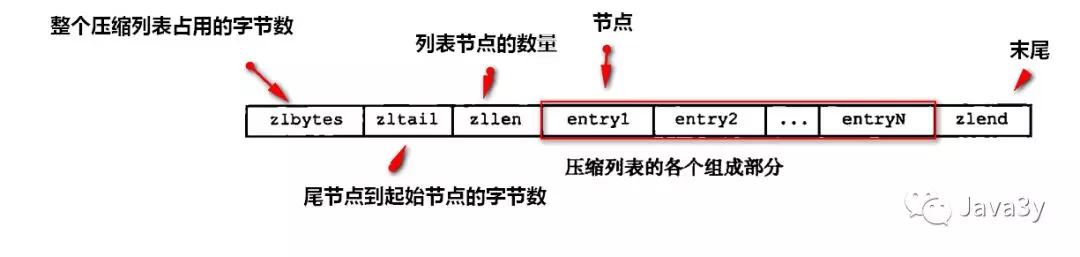 节点
整个压缩列表占用的字节数
列表节点的数量
末尾
zlbytes zltail zllen entry1 entry2 ... entryN zlend
压缩列表的各个组成部分
尾节点到起始节点的字节数
Java3y